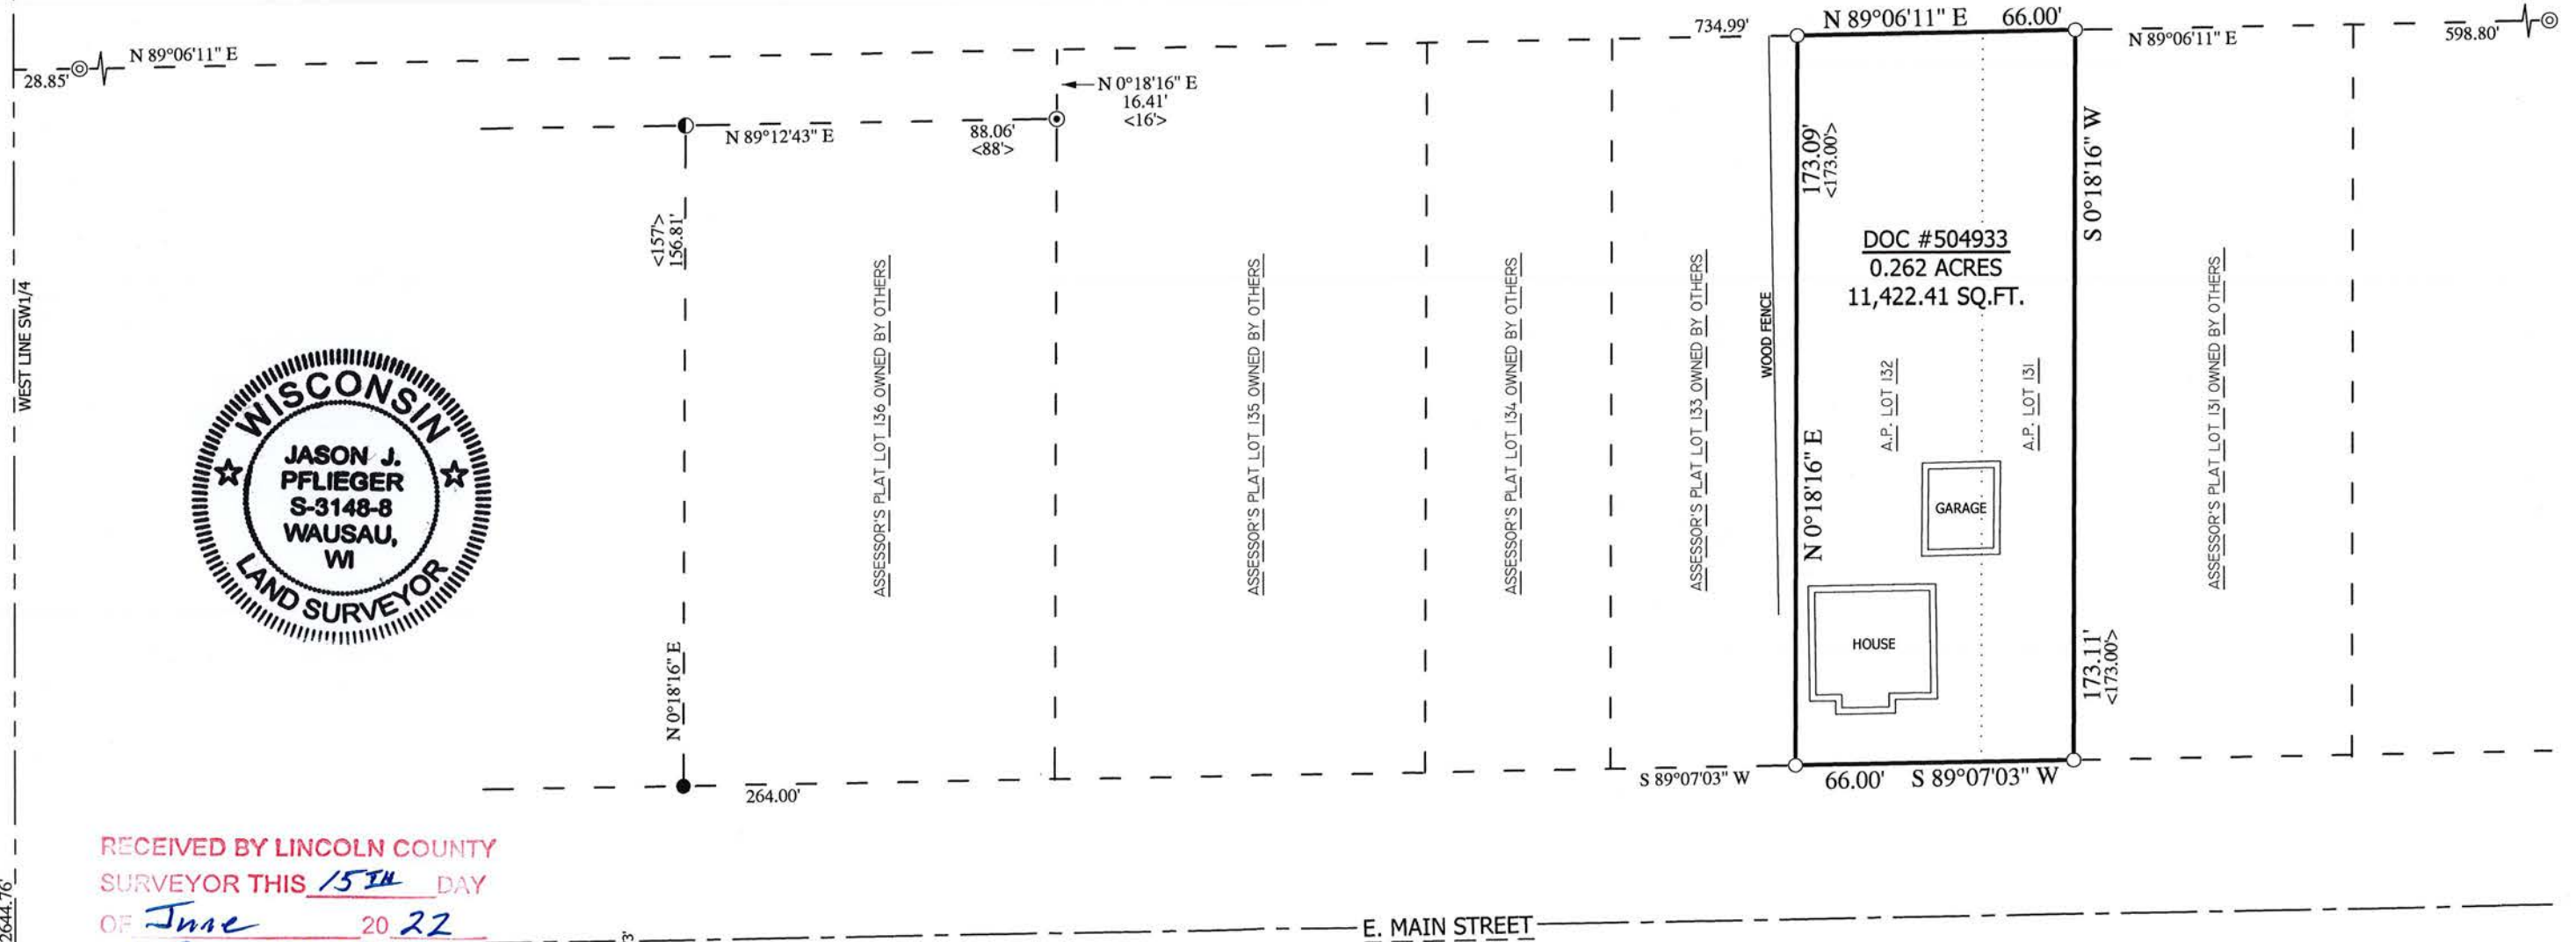 N 89°06'11" E 66.00'
734.99'
N 89°06'11" E
598.80'
28.85'
N 89°06'11" E
N 0°18'16" E
16.41'
<16'>
N 89°12'43" E
88.06'
<88'>
<157'>
156.81'
N 0°18'16" E
264.00'
WEST LINE SW1/4
2644.76'
WISCONSIN
JASON J.
PFLIEGER
S-3148-8
WAUSAU,
WI
LAND SURVEYOR
ASSESSOR'S PLAT LOT 136 OWNED BY OTHERS
ASSESSOR'S PLAT LOT 135 OWNED BY OTHERS
ASSESSOR'S PLAT LOT 134 OWNED BY OTHERS
ASSESSOR'S PLAT LOT 133 OWNED BY OTHERS
WOOD FENCE
173.09'
<173.00'>
N 0°18'16" E
DOC #504933
0.262 ACRES
11,422.41 SQ.FT.
A.P. LOT 132
A.P. LOT 131
GARAGE
HOUSE
S 0°18'16" W
173.11'
<173.00'>
ASSESSOR'S PLAT LOT 131 OWNED BY OTHERS
S 89°07'03" W
66.00' S 89°07'03" W
RECEIVED BY LINCOLN COUNTY
SURVEYOR THIS 15TH DAY
OF June 20 22
3'
E. MAIN STREET